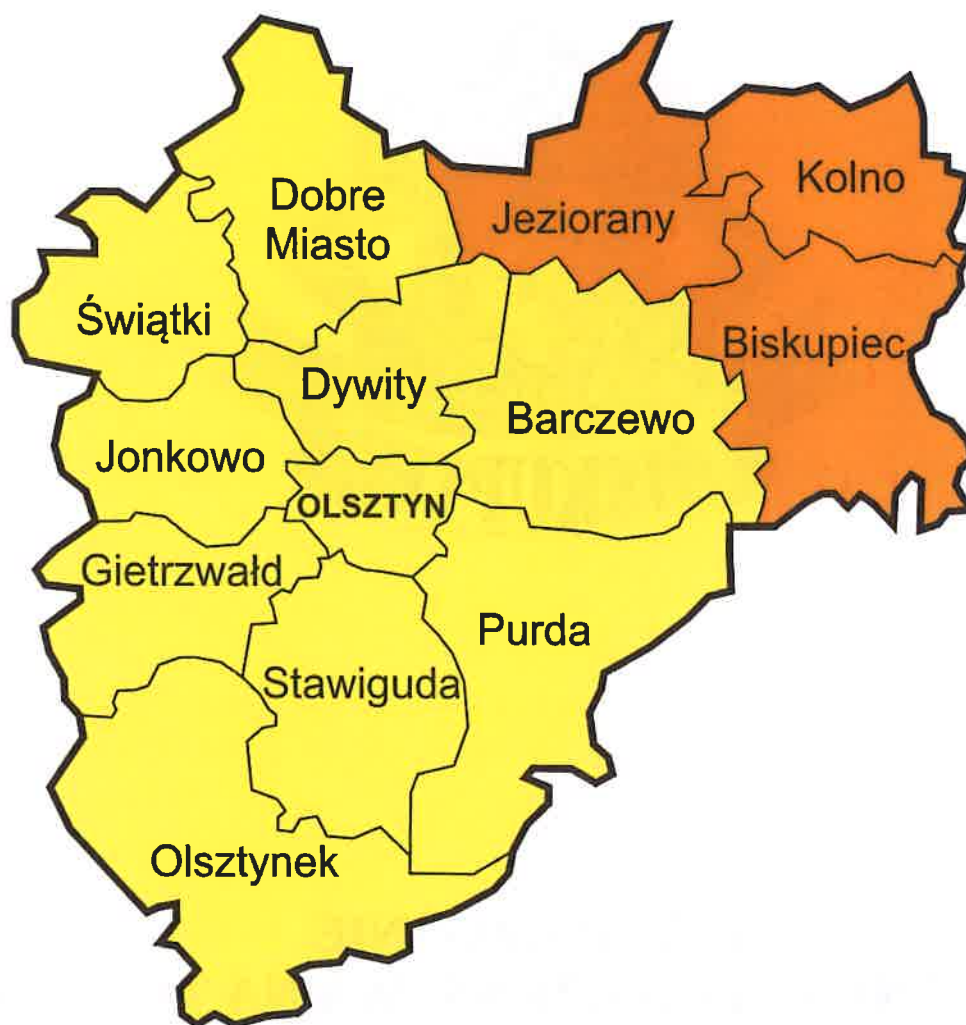 Dobre
Miasto
Jeziorany
Kolno
Świątki
Dywity
Barczewo
Biskupiec
Jonkowo
OLSZTYN
Gietrzwałd
Purda
Stawiguda
Olsztynek